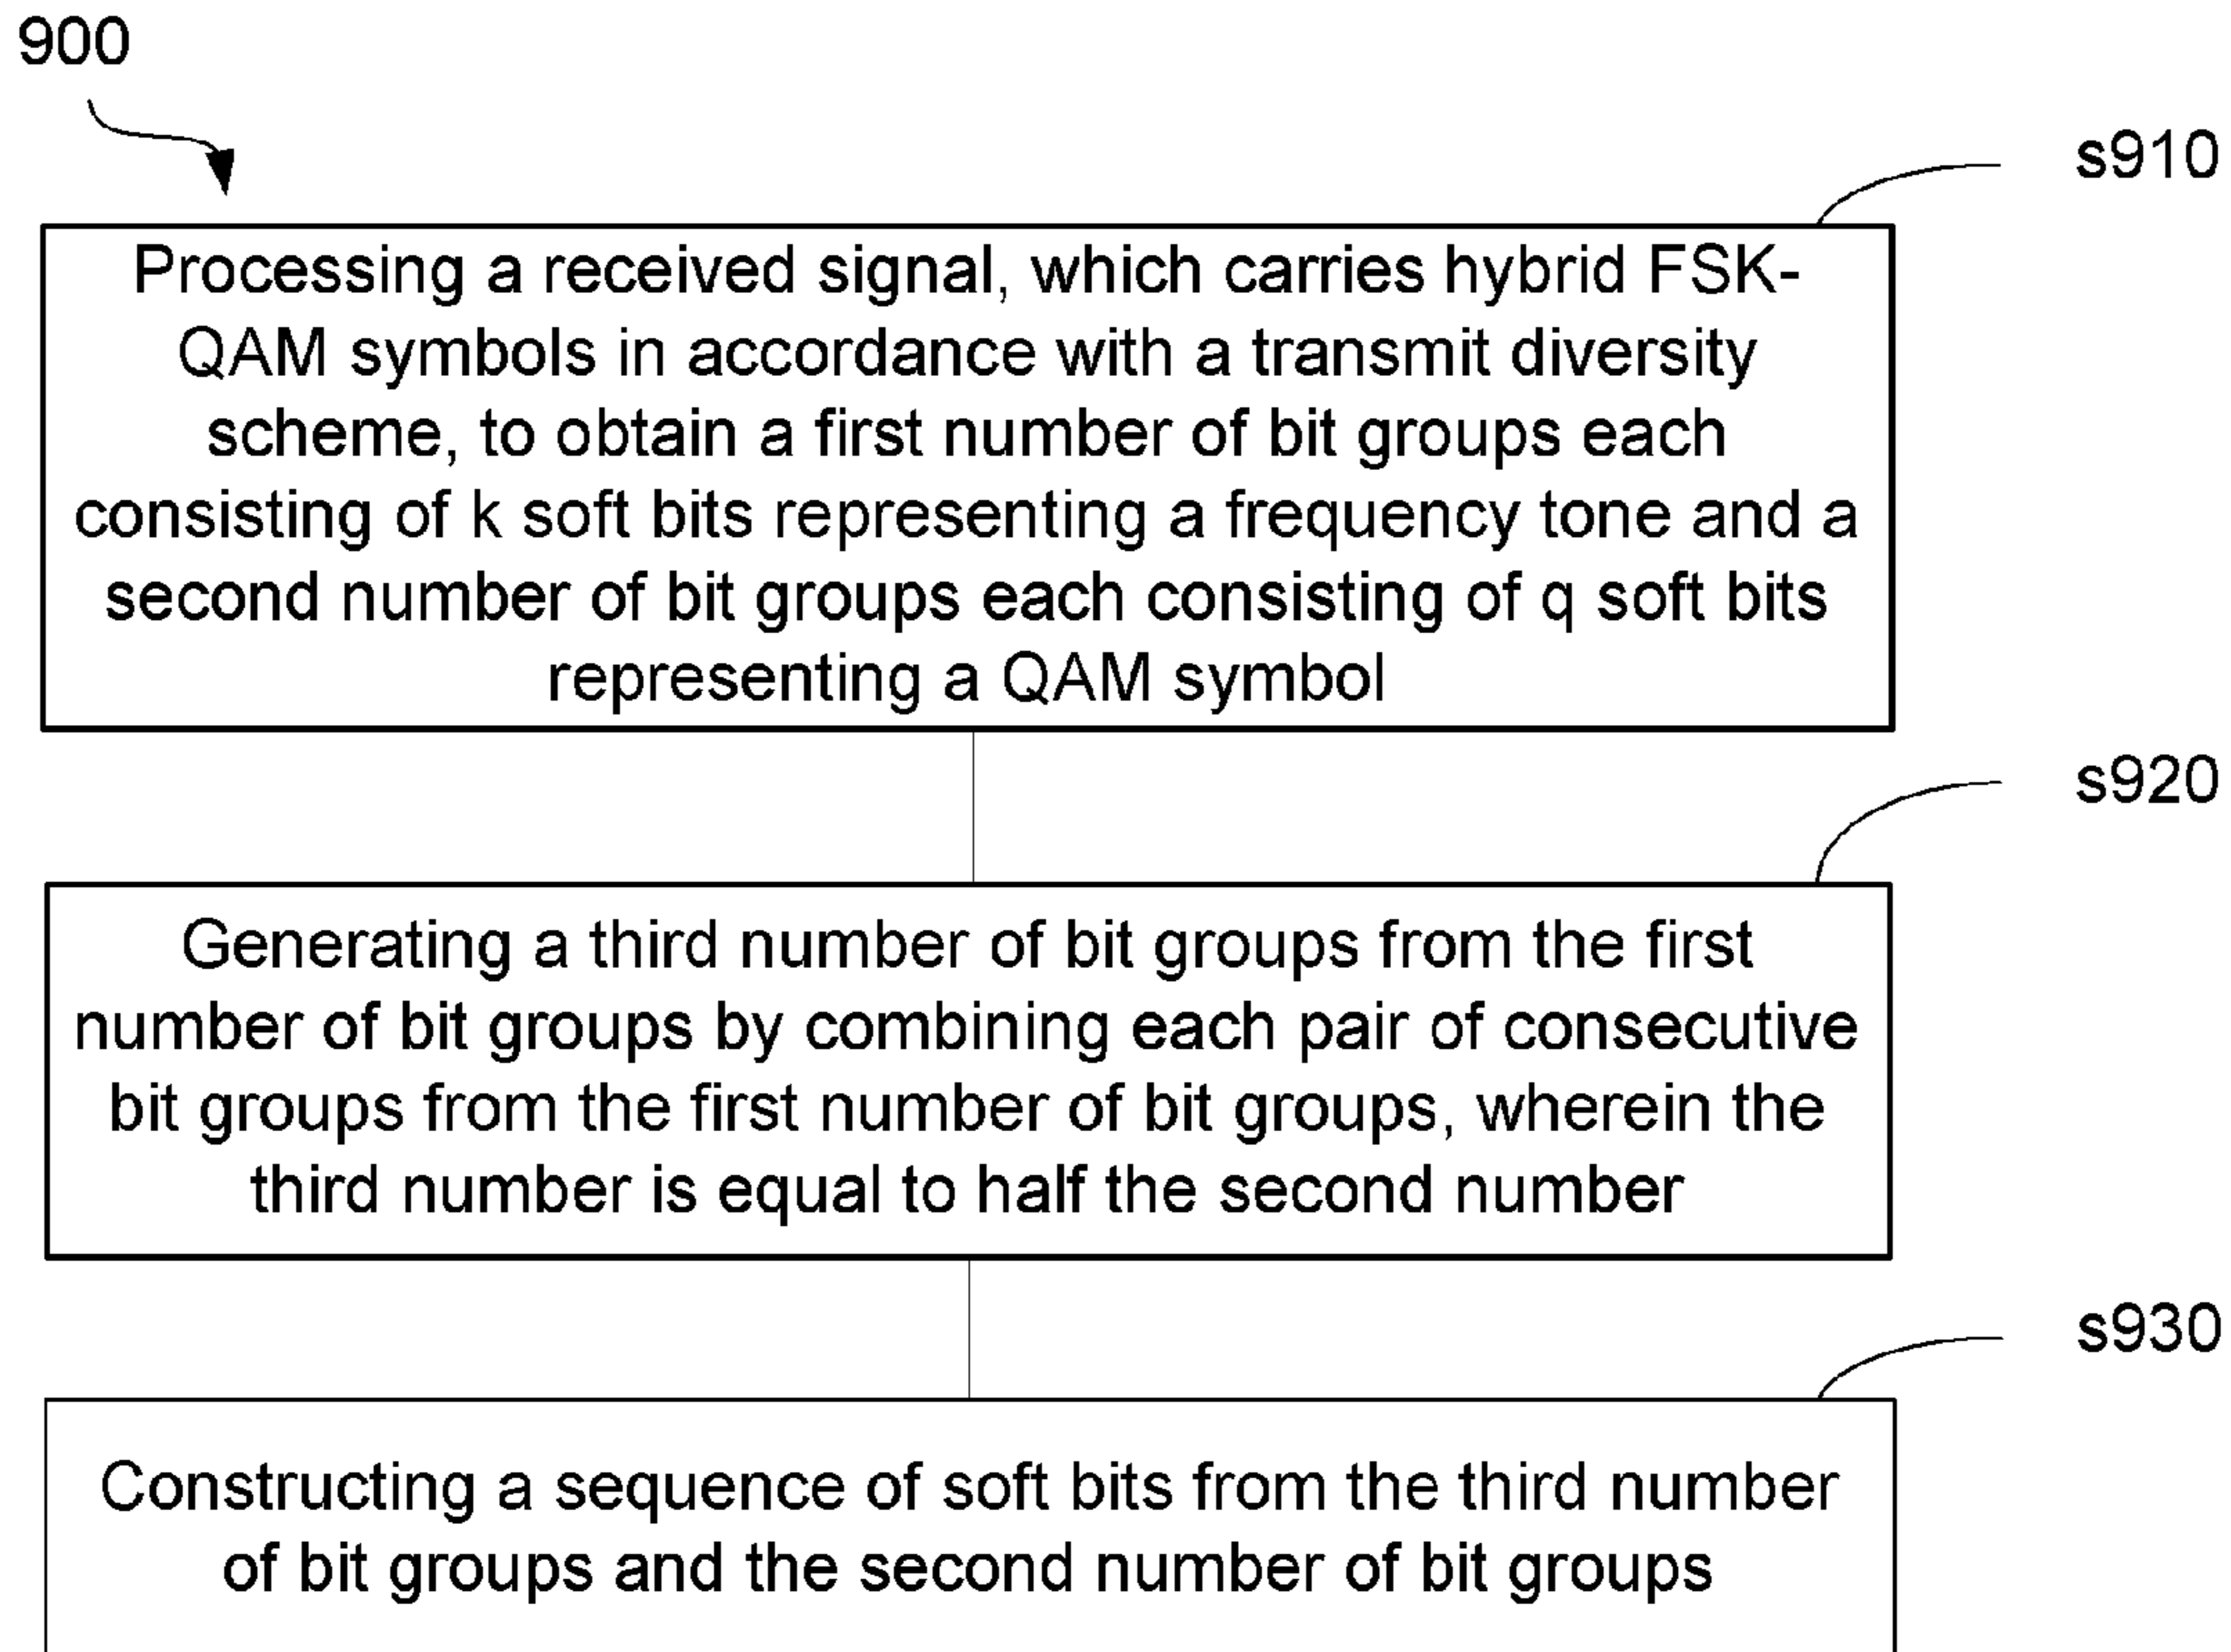 900
s910
Processing a received signal, which carries hybrid FSK-
QAM symbols in accordance with a transmit diversity
scheme, to obtain a first number of bit groups each
consisting of k soft bits representing a frequency tone and a
second number of bit groups each consisting of q soft bits
representing a QAM symbol
s920
Generating a third number of bit groups from the first
number of bit groups by combining each pair of consecutive
bit groups from the first number of bit groups, wherein the
third number is equal to half the second number
s930
Constructing a sequence of soft bits from the third number
of bit groups and the second number of bit groups